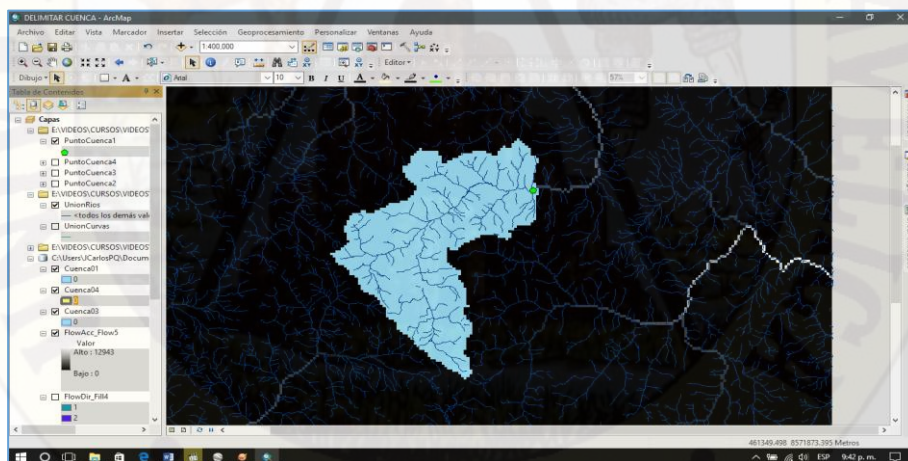 DELIMITAR CUENCA - ArcMap
Archivo Editar Vista Marcador Insertar Selección Geoprocesamiento Personalizar Ventanas Ayuda
1:400,000
Editor
Dibujo A Arial 10 B I U A 57%
Tabla de Contenidos
Capas
E:\VIDEOS\CURSOS\VIDEOS
PuntoCuenca1
PuntoCuenca4
PuntoCuenca3
PuntoCuenca2
E:\VIDEOS\CURSOS\VIDEOS
UnionRios
<todos los demás val
UnionCurvas
E:\VIDEOS\CURSOS\VIDEOS
C:\Users\JCarlosPQ\Docum
Cuenca01
0
Cuenca04
Cuenca03
0
FlowAcc_Flow5
Valor
Alto : 12943
Bajo : 0
FlowDir_Fill4
1
2
461349.498 8571873.395 Metros
ESP 9:42 p. m.